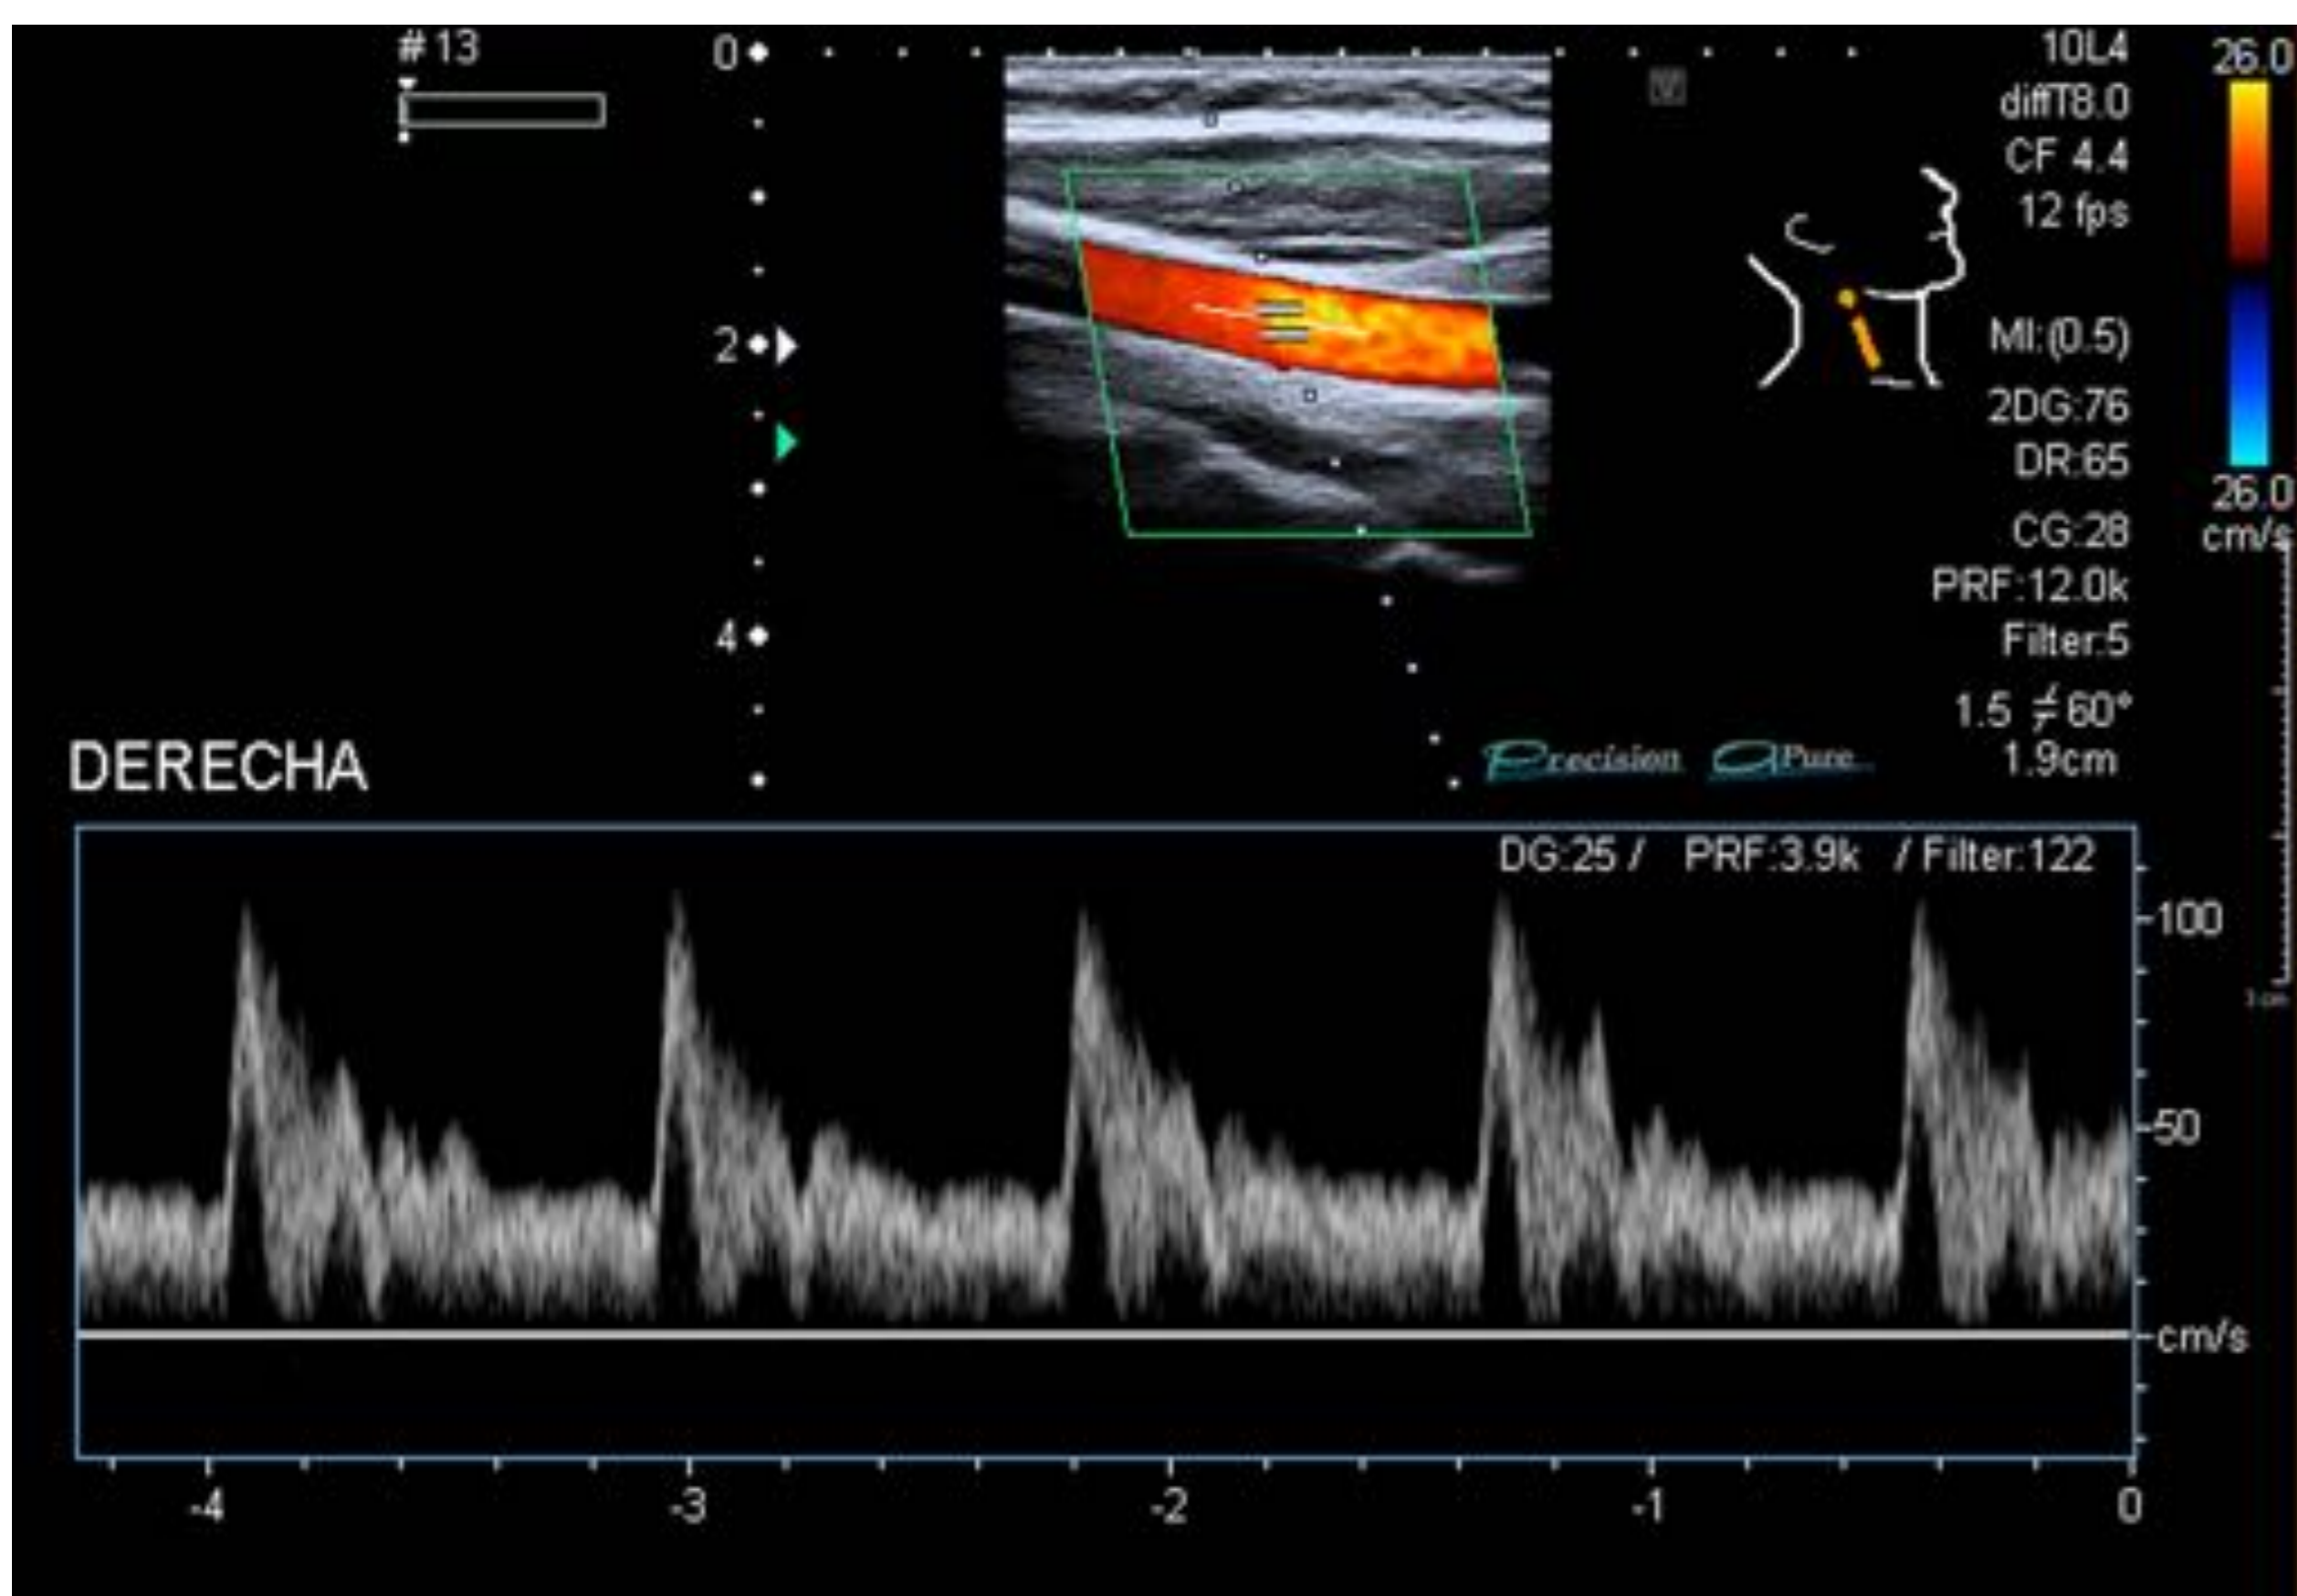 #13
0
2
4
10L4
diffT8.0
CF 4.4
12 fps
MI:(0.5)
2DG:76
DR:65
CG:28
PRF:12.0k
Filter:5
1.5 ≠60°
1.9cm
26.0
26.0
cm/s
DERECHA
Precision APure
DG:25 / PRF:3.9k / Filter:122
100
50
cm/s
-4 -3 -2 -1 0